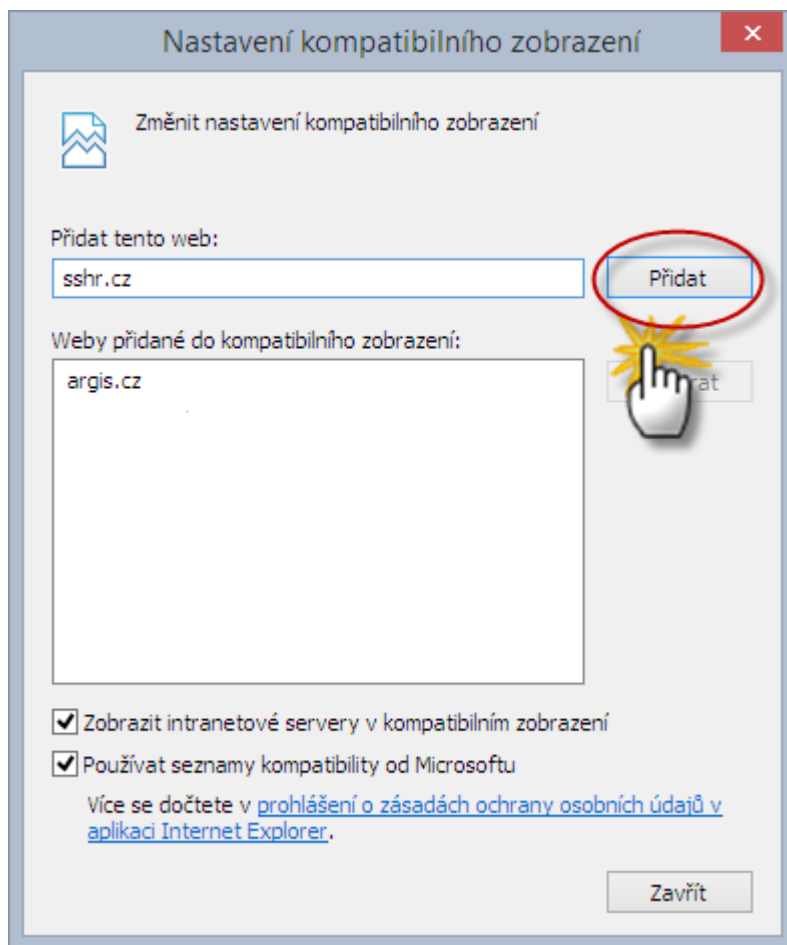 Nastavení kompatibilního zobrazení
Změnit nastavení kompatibilního zobrazení
Přidat tento web:
sshr.cz
Přidat
Weby přidané do kompatibilního zobrazení:
argis.cz
Zobrazit intranetové servery v kompatibilním zobrazení
Používat seznamy kompatibility od Microsoftu
Více se dočtete v prohlášení o zásadách ochrany osobních údajů v
aplikaci Internet Explorer.
Zavřít